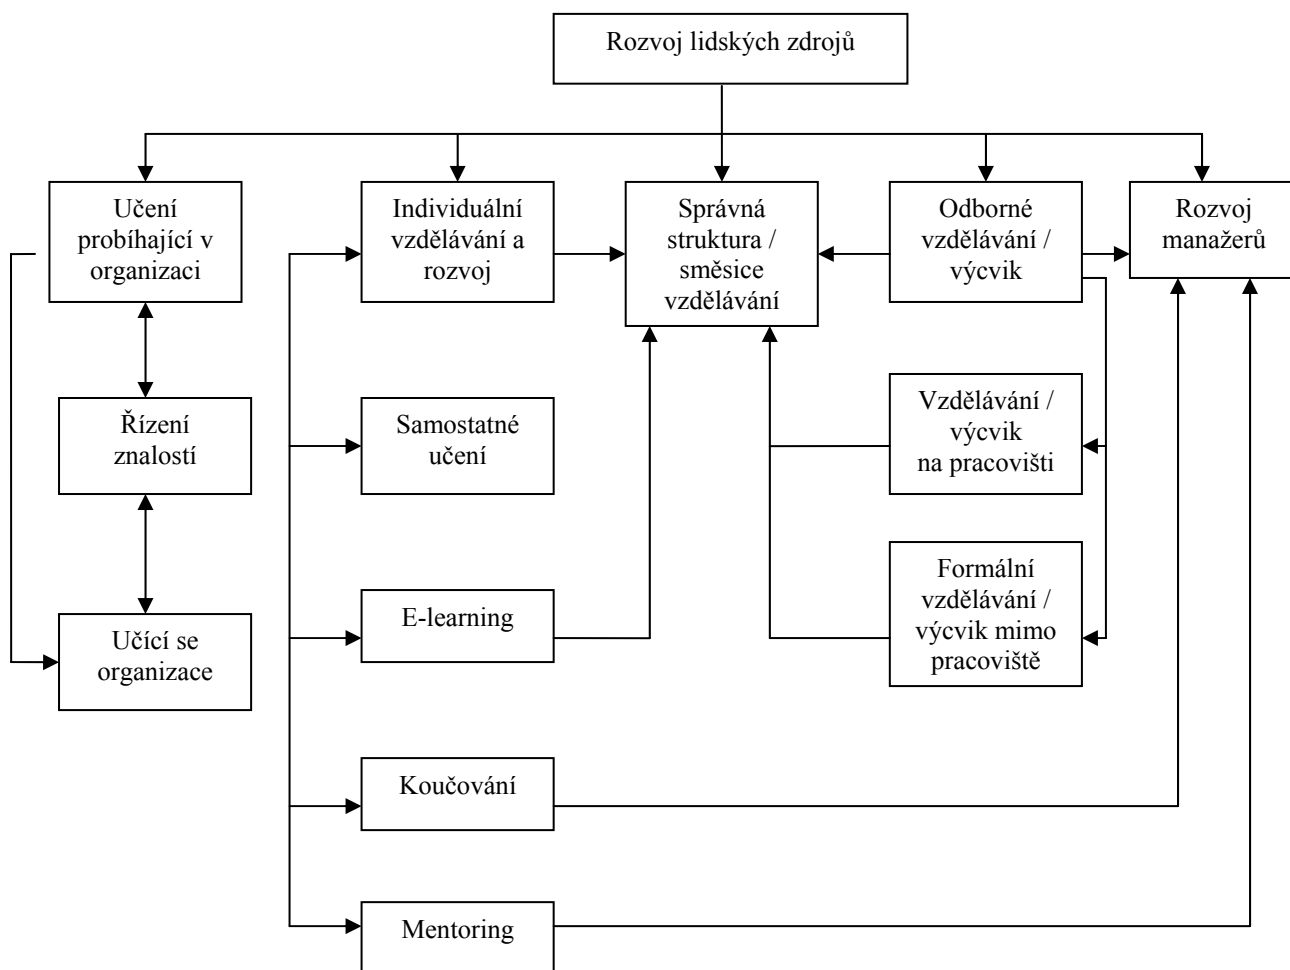 Rozvoj lidských zdrojů
Učení
probíhající v
organizaci
Individuální
vzdělávání a
rozvoj
Správná
struktura /
směsice
vzdělávání
Odborné
vzdělávání /
výcvik
Rozvoj
manažerů
Řízení
znalostí
Samostatné
učení
Vzdělávání /
výcvik
na pracovišti
Učící se
organizace
E-learning
Formální
vzdělávání /
výcvik mimo
pracoviště
Koučování
Mentoring